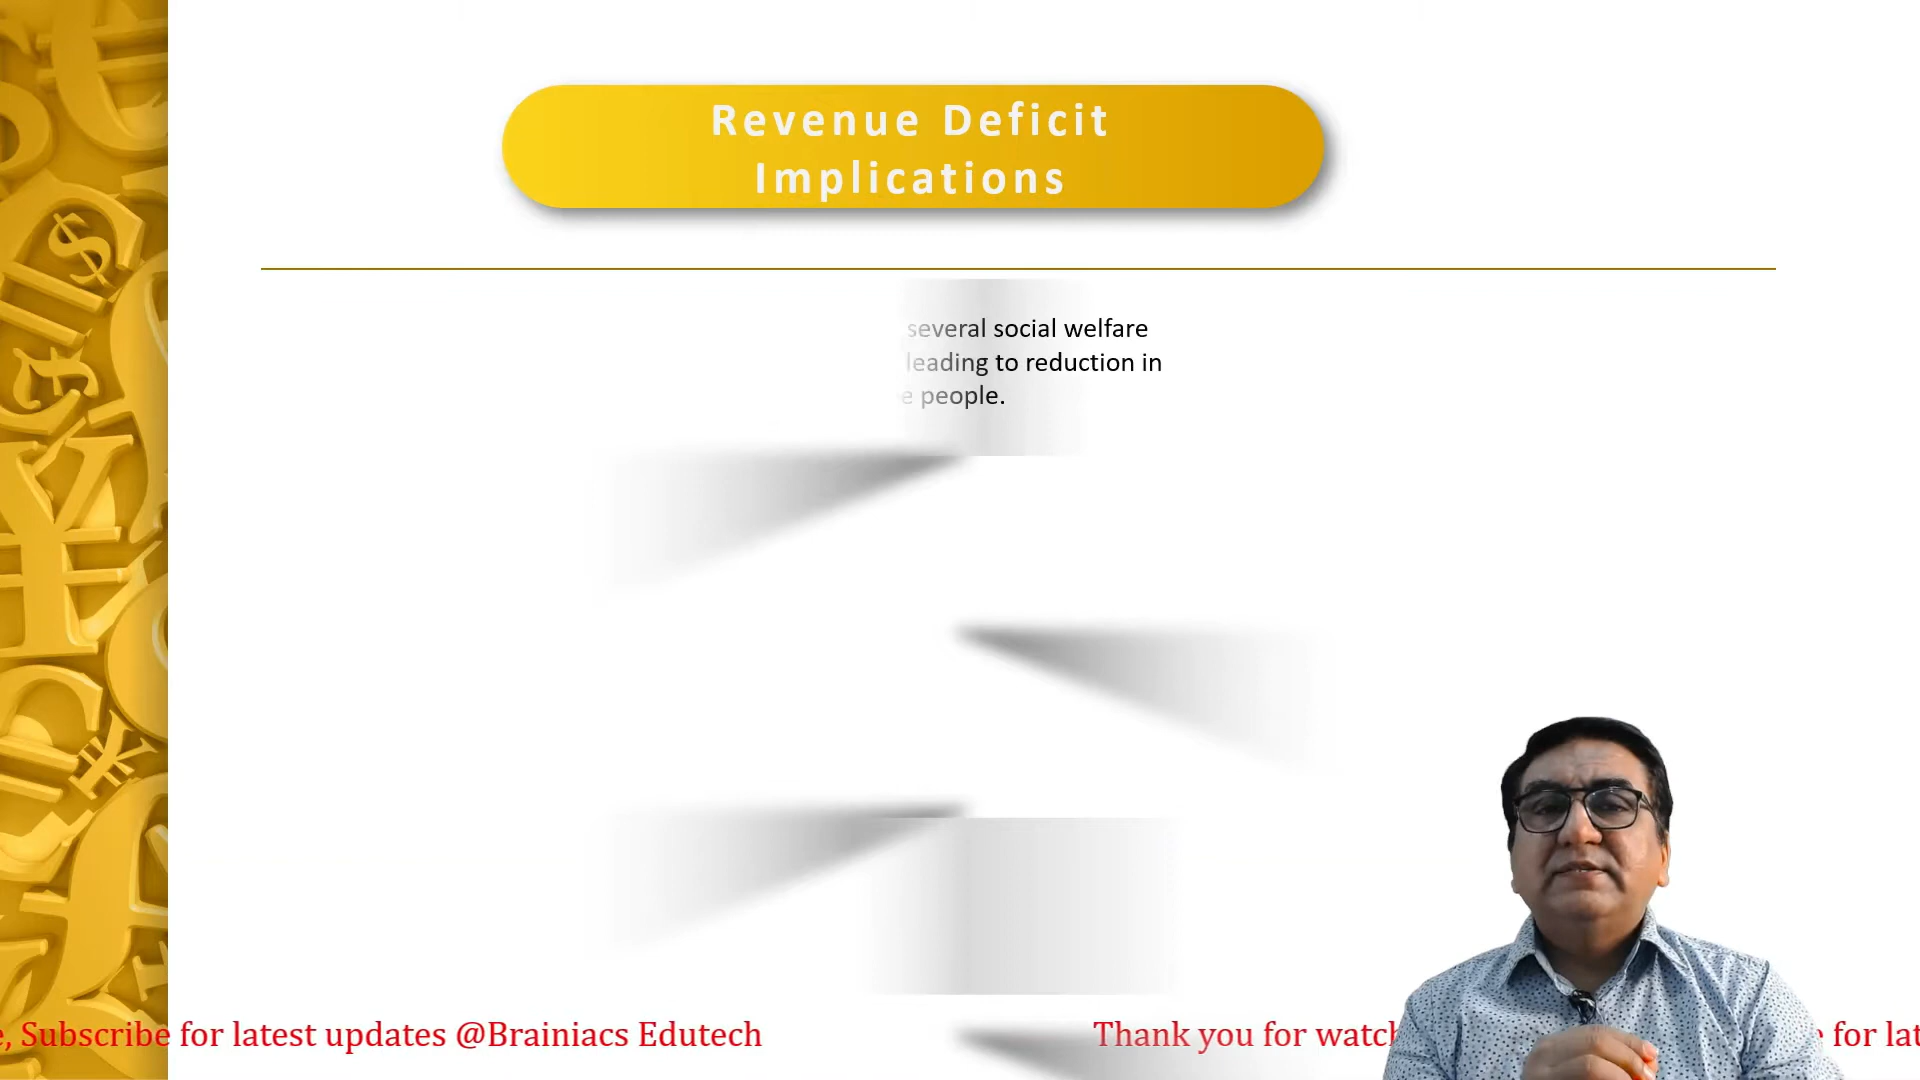 Revenue Deficit
Implications
several social welfare
leading to reduction in
e people.
e, Subscribe for latest updates @Brainiacs Edutech
Thank you for watch
e for lat